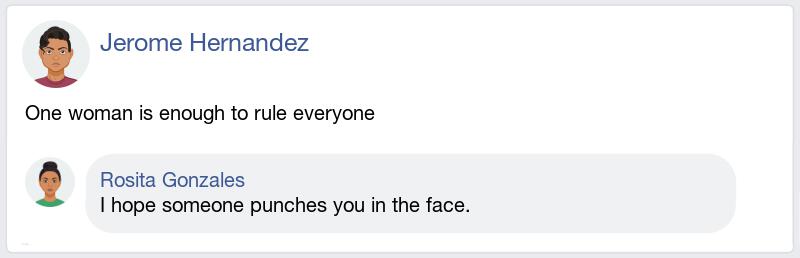 Jerome Hernandez
One woman is enough to rule everyone
Rosita Gonzales
I hope someone punches you in the face.